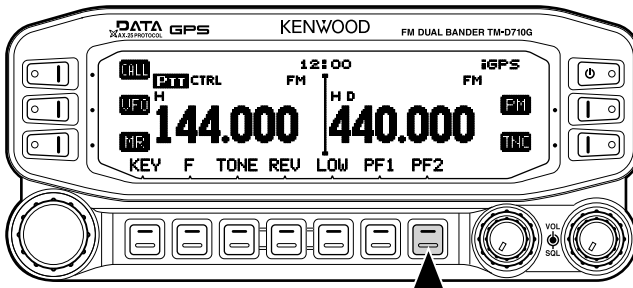 DATA GPS KENWOOD FM DUAL BANDER TM-D710G
AX.25 PROTOCOL
CALL 12:00 iGPS
PTT CTRL FM FM
VFO H H D PM
MR 144.000 440.000 TNC
KEY F TONE REV LOW PF1 PF2
VOL
SQL